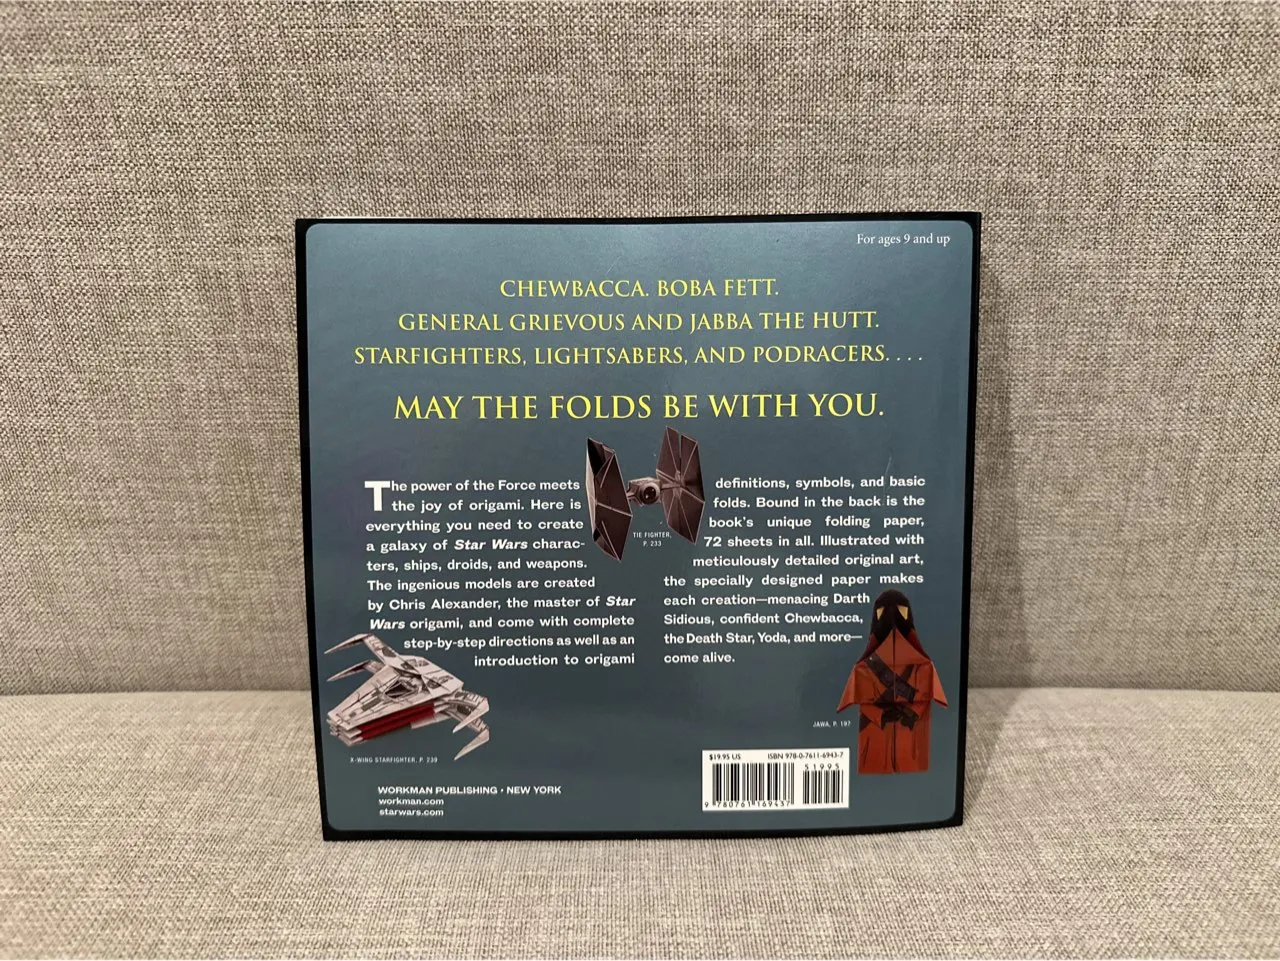 For ages 9 and up
CHEWBACCA. BOBA FETT.
GENERAL GRIEVOUS AND JABBA THE HUTT.
STARFIGHTERS, LIGHTSABERS, AND PODRACERS. . . .
MAY THE FOLDS BE WITH YOU.
The power of the Force meets
the joy of origami. Here is
everything you need to create
a galaxy of Star Wars charac-
ters, ships, droids, and weapons.
The ingenious models are created
by Chris Alexander, the master of Star
Wars origami, and come with complete
step-by-step directions as well as an
introduction to origami
TIE FIGHTER,
P. 233
definitions, symbols, and basic
folds. Bound in the back is the
book's unique folding paper,
72 sheets in all. Illustrated with
meticulously detailed original art,
the specially designed paper makes
each creation—menacing Darth
Sidious, confident Chewbacca,
the Death Star, Yoda, and more—
come alive.
X-WING STARFIGHTER, P. 239
JAWA, P. 197
WORKMAN PUBLISHING • NEW YORK
workman.com
starwars.com
$19.95 US ISBN 978-0-7611-6943-7
51995
9 780761 169437